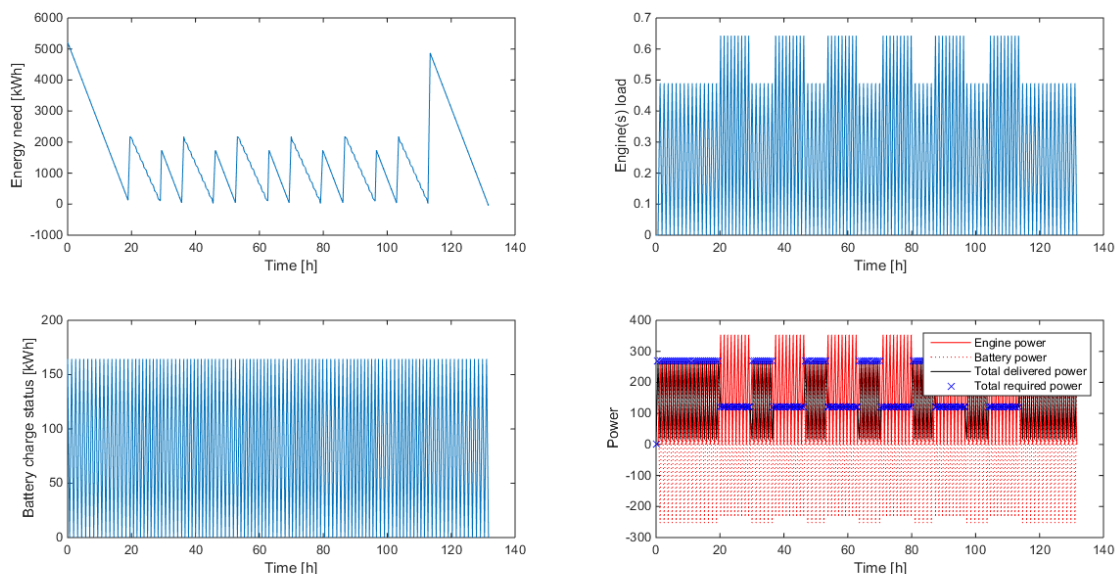 Energy need [kWh]
6000
5000
4000
3000
2000
1000
0
-1000
0 20 40 60 80 100 120 140
Time [h]
Engine(s) load
0.7
0.6
0.5
0.4
0.3
0.2
0.1
0
0 20 40 60 80 100 120 140
Time [h]
Battery charge status [kWh]
200
150
100
50
0
0 20 40 60 80 100 120 140
Time [h]
Power
400
300
200
100
0
-100
-200
-300
0 20 40 60 80 100 120 140
Time [h]
Engine power
Battery power
Total delivered power
Total required power